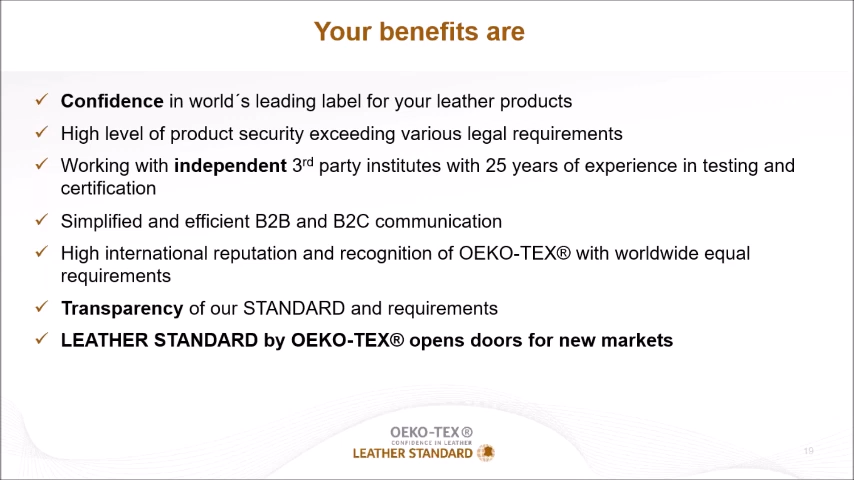 Your benefits are
✓ Confidence in world´s leading label for your leather products
✓ High level of product security exceeding various legal requirements
✓ Working with independent 3rd party institutes with 25 years of experience in testing and
certification
✓ Simplified and efficient B2B and B2C communication
✓ High international reputation and recognition of OEKO-TEX® with worldwide equal
requirements
✓ Transparency of our STANDARD and requirements
✓ LEATHER STANDARD by OEKO-TEX® opens doors for new markets
OEKO-TEX®
CONFIDENCE IN LEATHER
LEATHER STANDARD
19